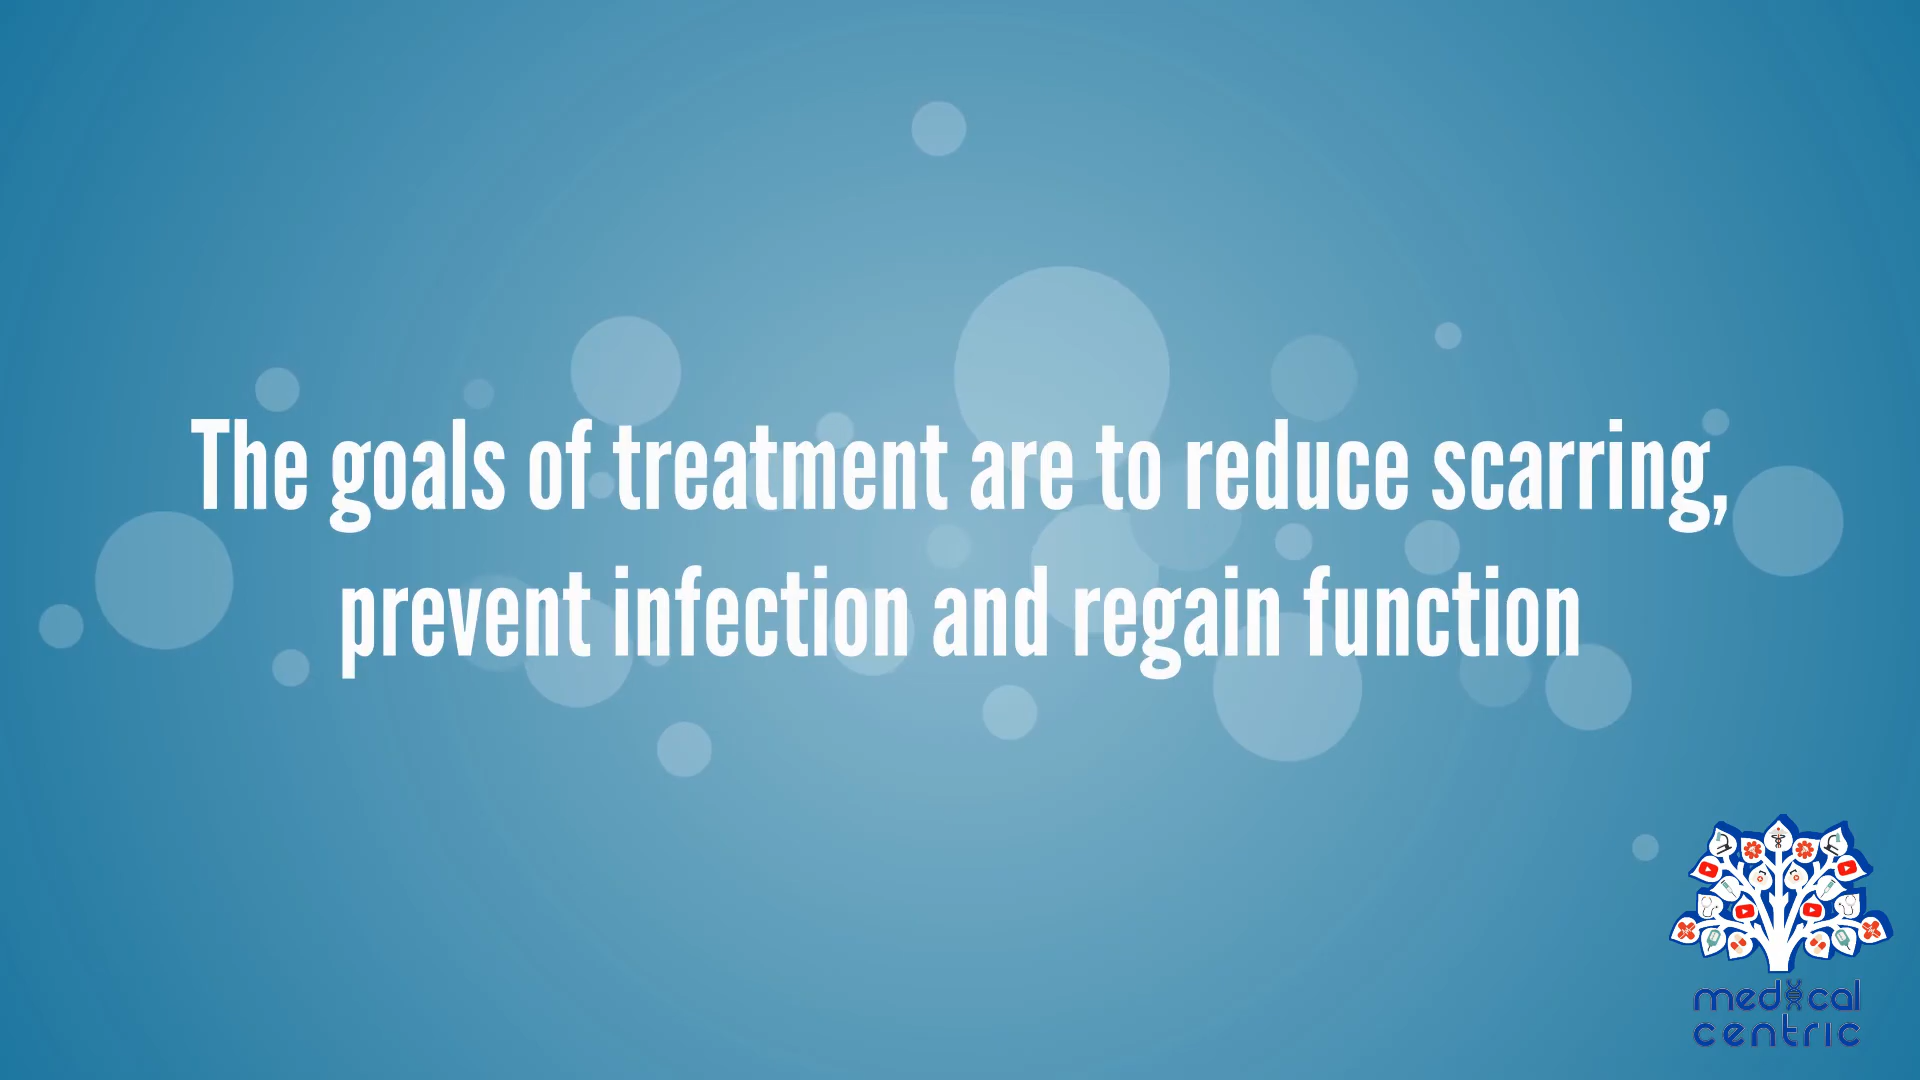 The goals of treatment are to reduce scarring,
prevent infection and regain function
medical
centric